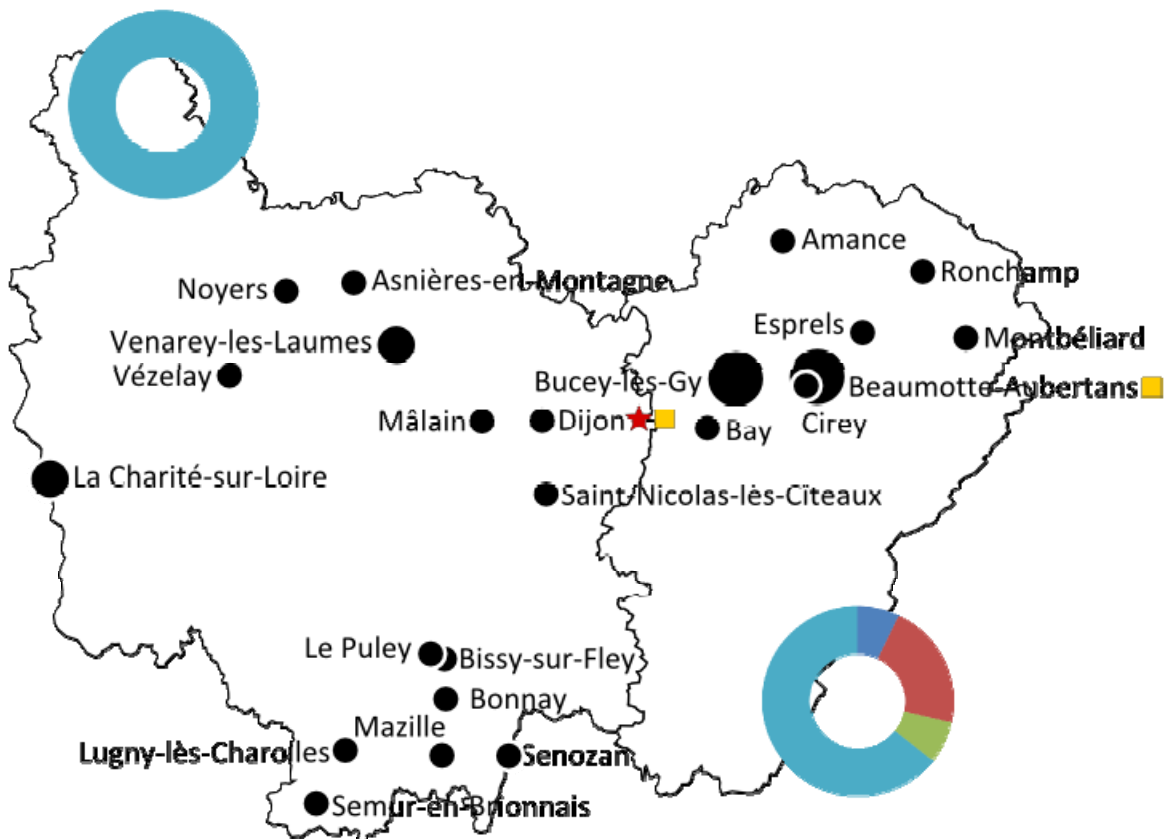 Amance
Ronchamp
Noyers
Asnières-en-Montagne
Esprels
Montbéliard
Venarey-les-Laumes
Vézelay
Bucey-lès-Gy
Beaumotte-Aubertans
Mâlain
Dijon
Bay
Cirey
La Charité-sur-Loire
Saint-Nicolas-lès-Cîteaux
Le Puley
Bissy-sur-Fley
Bonnay
Mazille
Lugny-lès-Charolles
Senozan
Semur-en-Brionnais